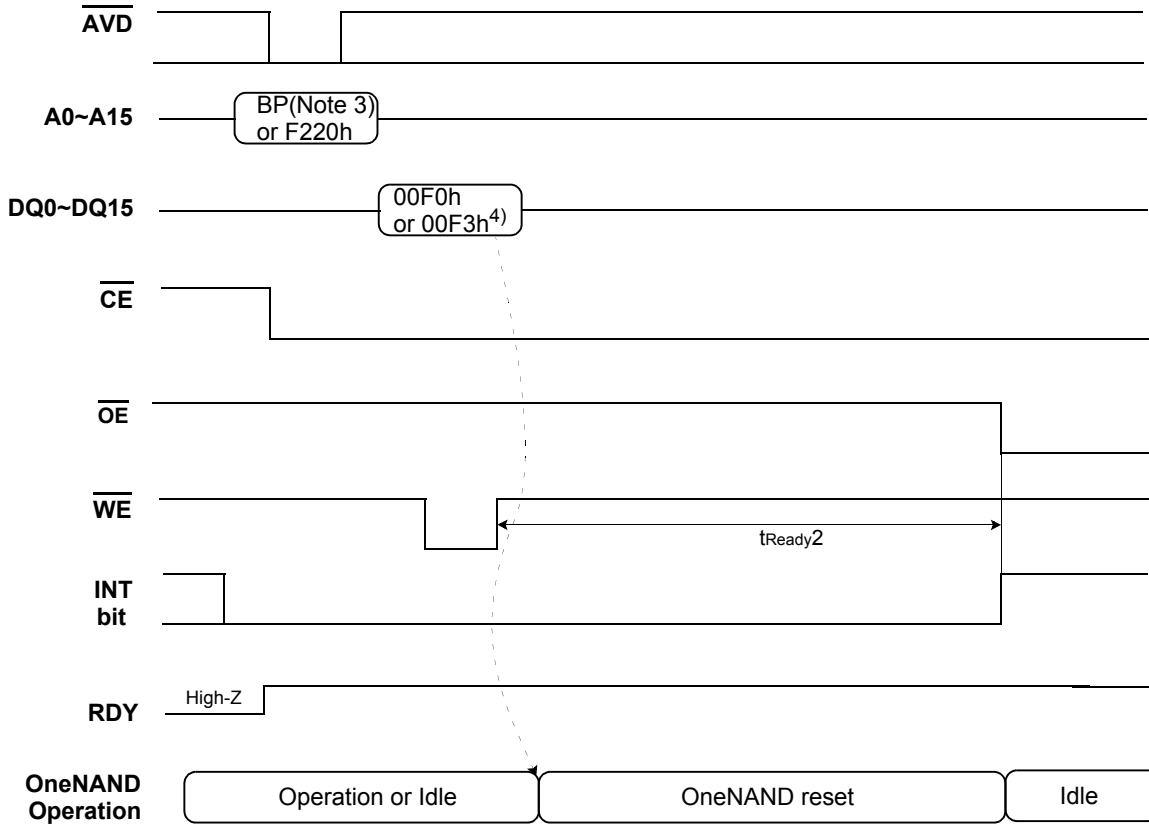 AVD
A0~A15
BP(Note 3)
or F220h
DQ0~DQ15
00F0h
or 00F3h4)
CE
OE
WE
tReady2
INT
bit
High-Z
RDY
OneNAND
Operation
Operation or Idle
OneNAND reset
Idle